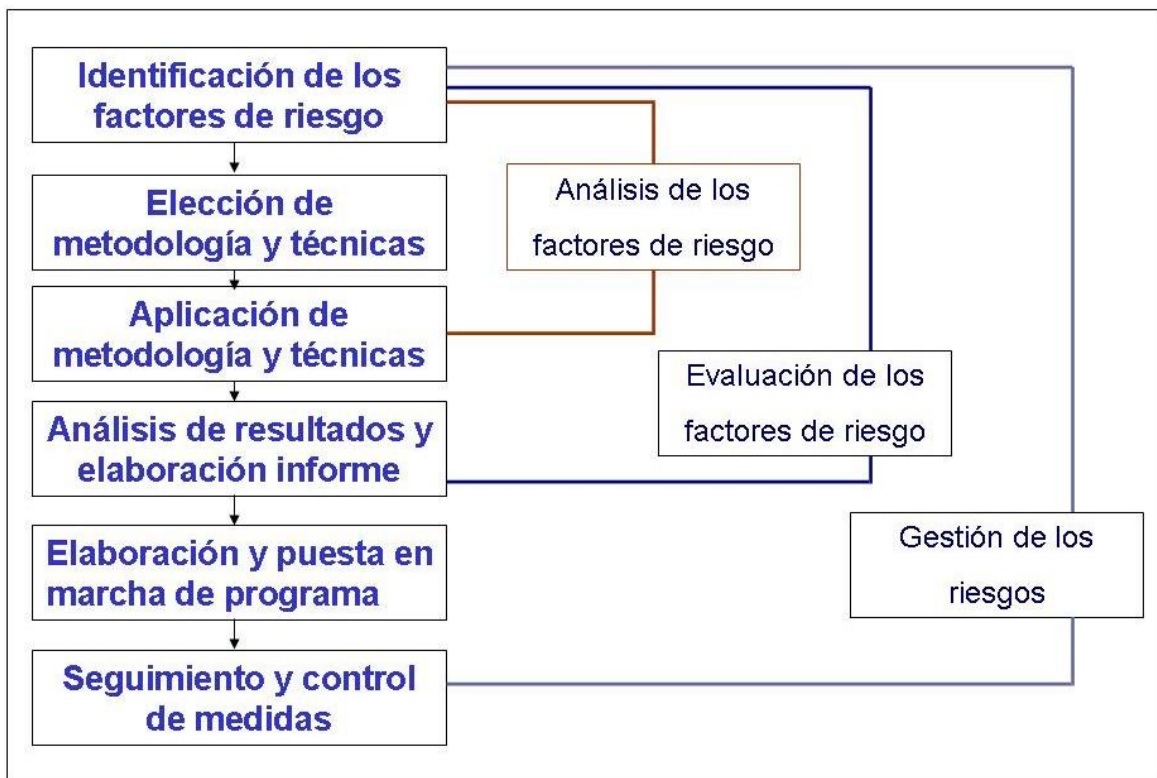 Identificación de los
factores de riesgo
Elección de
metodología y técnicas
Aplicación de
metodología y técnicas
Análisis de resultados y
elaboración informe
Elaboración y puesta en
marcha de programa
Seguimiento y control
de medidas
Análisis de los
factores de riesgo
Evaluación de los
factores de riesgo
Gestión de los
riesgos